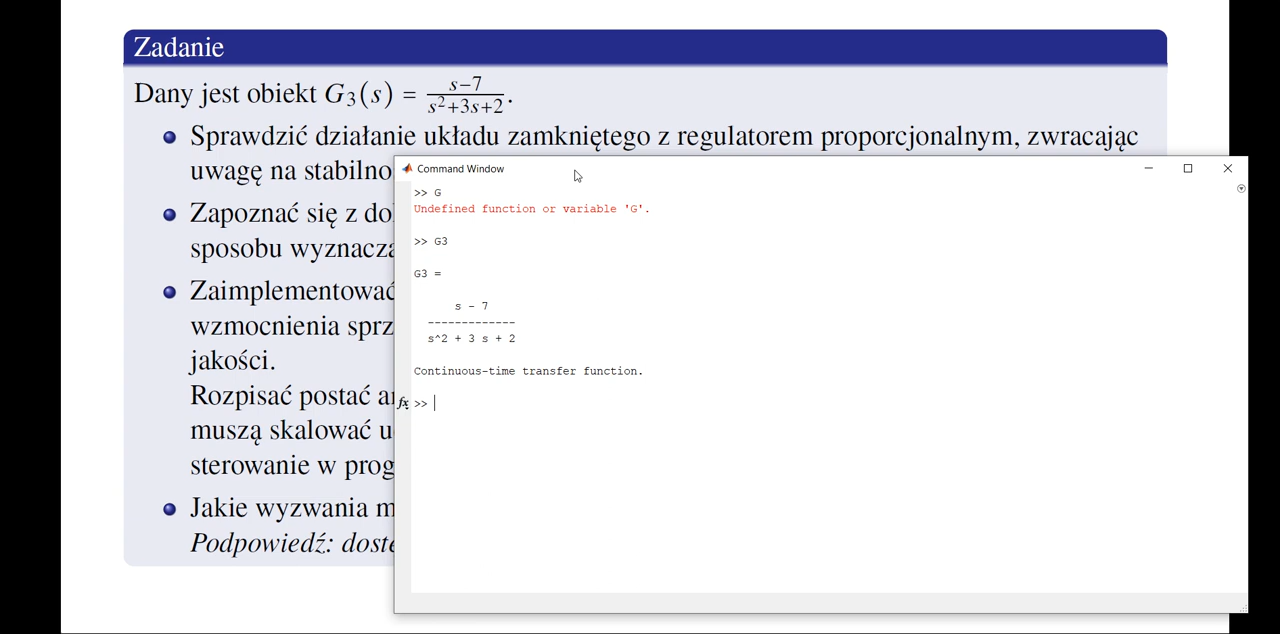 Zadanie
Dany jest obiekt G3(s) = s−7 / s²+3s+2.
Sprawdzić działanie układu zamkniętego z regulatorem proporcjonalnym, zwracając
uwagę na stabilno
Zapoznać się z do
sposobu wyznacza
Zaimplementować
wzmocnienia sprz
jakości.
Rozpisać postać a
muszą skalować u
sterowanie w prog
Jakie wyzwania m
Podpowiedź: doste
Command Window
>> G
Undefined function or variable 'G'.
>> G3
G3 =
s - 7
-------------
s^2 + 3 s + 2
Continuous-time transfer function.
fx >>